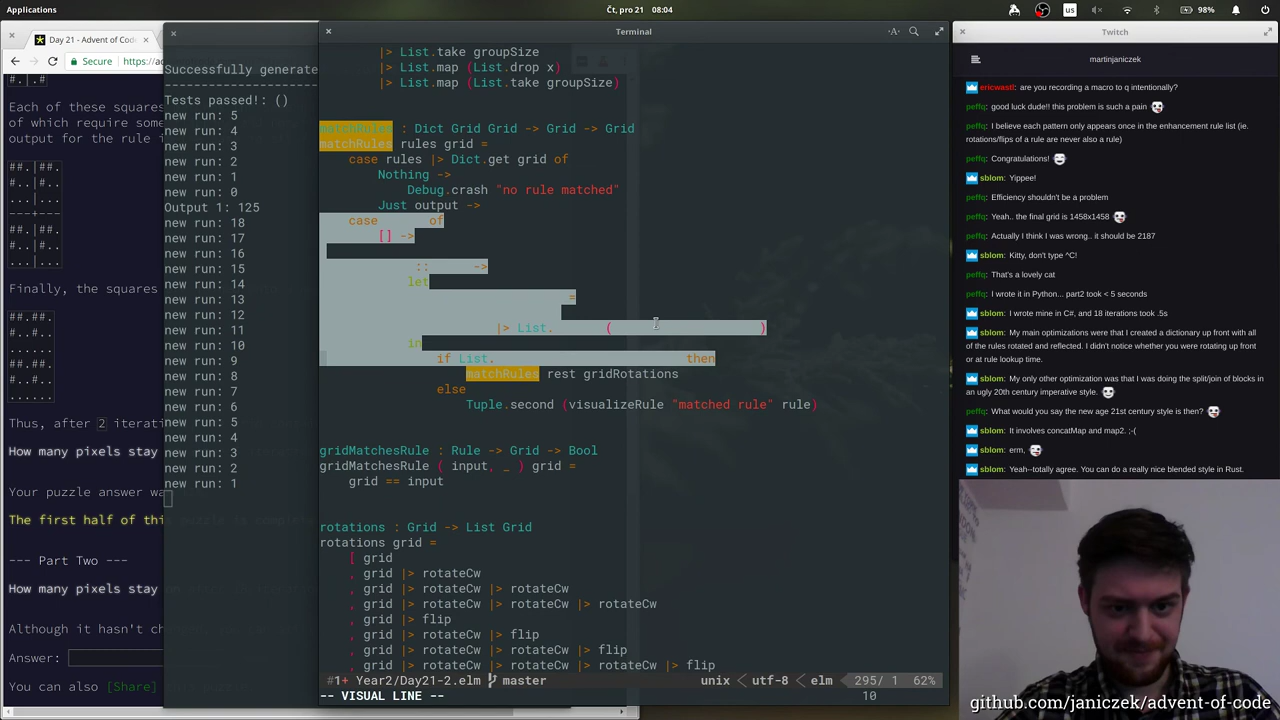 Applications
Čt, pro 21 08:04
us
98%
Day 21 - Advent of Code
Secure
https://ad
#.|.#
Each of these squares
of which require some
output for the rule i
##.|##.
#..|#..
...|...
---+---
##.|##.
#..|#..
...|...
Finally, the squares
##.##.
#..#..
......
##.##.
#..#..
......
Thus, after 2 iterati
How many pixels stay
Your puzzle answer wa
The first half of this
--- Part Two ---
How many pixels stay
Although it hasn't ch
Answer:
You can also [Share]
Successfully generate
Tests passed!: ()
new run: 5
new run: 4
new run: 3
new run: 2
new run: 1
new run: 0
Output 1: 125
new run: 18
new run: 17
new run: 16
new run: 15
new run: 14
new run: 13
new run: 12
new run: 11
new run: 10
new run: 9
new run: 8
new run: 7
new run: 6
new run: 5
new run: 4
new run: 3
new run: 2
new run: 1
Terminal
|> List.take groupSize
|> List.map (List.drop x)
|> List.map (List.take groupSize)
matchRules : Dict Grid Grid -> Grid -> Grid
matchRules rules grid =
case rules |> Dict.get grid of
Nothing ->
Debug.crash "no rule matched"
Just output ->
case of
[] ->
:: ->
let
=
|> List. ( )
in
if List. then
matchRules rest gridRotations
else
Tuple.second (visualizeRule "matched rule" rule)
gridMatchesRule : Rule -> Grid -> Bool
gridMatchesRule ( input, _ ) grid =
grid == input
rotations : Grid -> List Grid
rotations grid =
[ grid
, grid |> rotateCw
, grid |> rotateCw |> rotateCw
, grid |> rotateCw |> rotateCw |> rotateCw
, grid |> flip
, grid |> rotateCw |> flip
, grid |> rotateCw |> rotateCw |> flip
, grid |> rotateCw |> rotateCw |> rotateCw |> flip
#1+ Year2/Day21-2.elm master
unix < utf-8 < elm 295/ 1 62%
-- VISUAL LINE --
10
Twitch
martinjaniczek
ericwastl: are you recording a macro to q intentionally?
peffq: good luck dude!! this problem is such a pain
peffq: I believe each pattern only appears once in the enhancement rule list (ie.
rotations/flips of a rule are never also a rule)
peffq: Congratulations!
sblom: Yippee!
peffq: Efficiency shouldn't be a problem
peffq: Yeah.. the final grid is 1458x1458
peffq: Actually I think I was wrong.. it should be 2187
sblom: Kitty, don't type ^C!
peffq: That's a lovely cat
peffq: I wrote it in Python... part2 took < 5 seconds
sblom: I wrote mine in C#, and 18 iterations took .5s
sblom: My main optimizations were that I created a dictionary up front with all
of the rules rotated and reflected. I didn't notice whether you were rotating up front
or at rule lookup time.
sblom: My only other optimization was that I was doing the split/join of blocks in
an ugly 20th century imperative style.
peffq: What would you say the new age 21st century style is then?
sblom: It involves concatMap and map2. ;-(
sblom: erm,
sblom: Yeah--totally agree. You can do a really nice blended style in Rust.
github.com/janiczek/advent-of-code